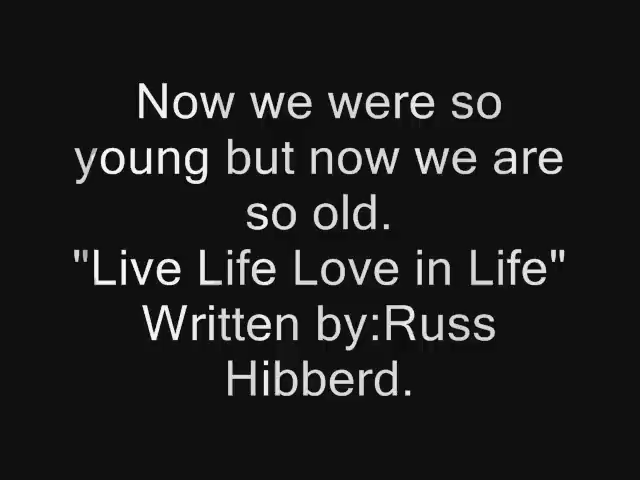 Now we were so
young but now we are
so old.
"Live Life Love in Life"
Written by:Russ
Hibberd.